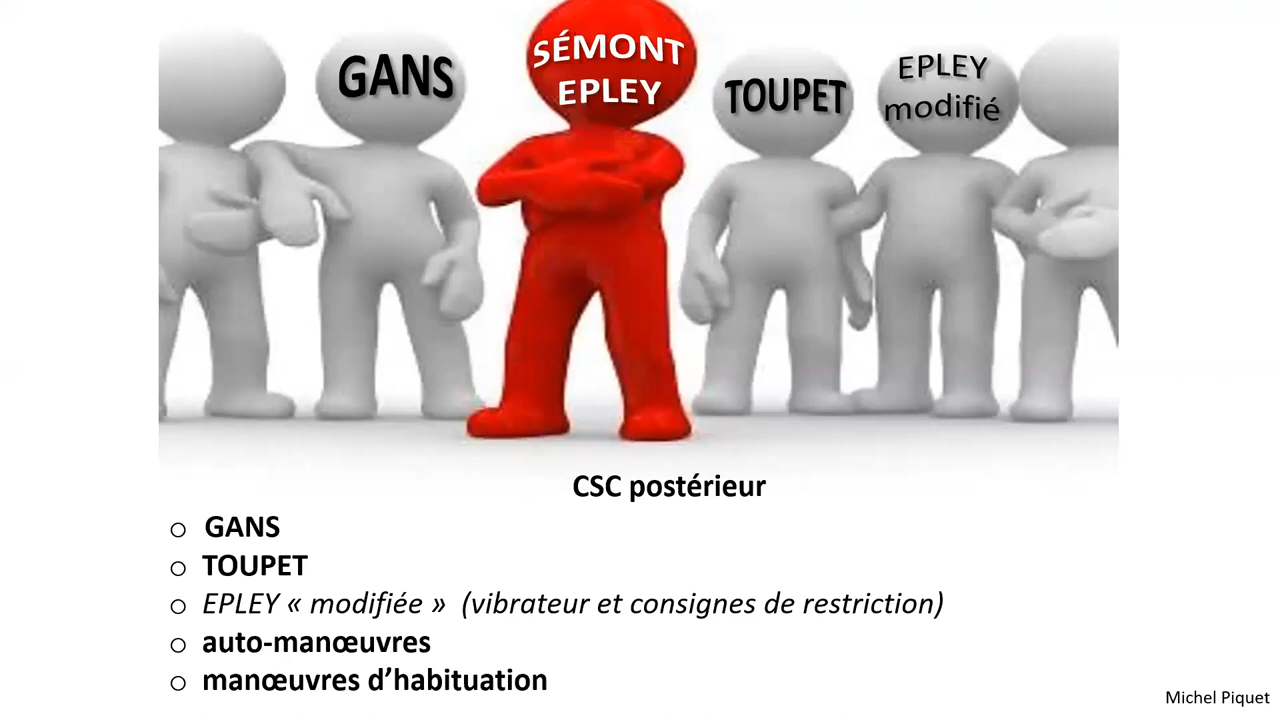 GANS
SÉMONT
EPLEY
TOUPET
EPLEY
modifié
CSC postérieur
o GANS
o TOUPET
o EPLEY « modifiée » (vibrateur et consignes de restriction)
o auto-manœuvres
o manœuvres d’habituation
Michel Piquet